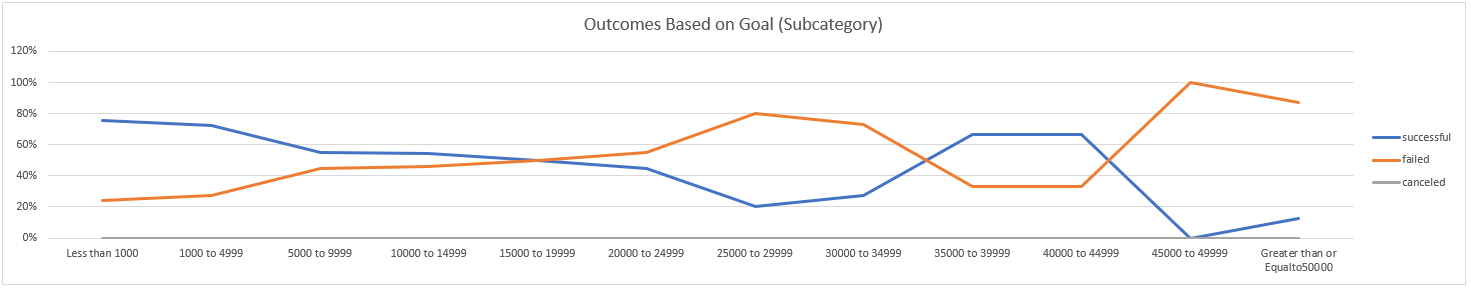 Outcomes Based on Goal (Subcategory)
120%
100%
80%
60%
40%
20%
0%
Less than 1000
1000 to 4999
5000 to 9999
10000 to 14999
15000 to 19999
20000 to 24999
25000 to 29999
30000 to 34999
35000 to 39999
40000 to 44999
45000 to 49999
Greater than or
Equalto50000
successful
failed
canceled